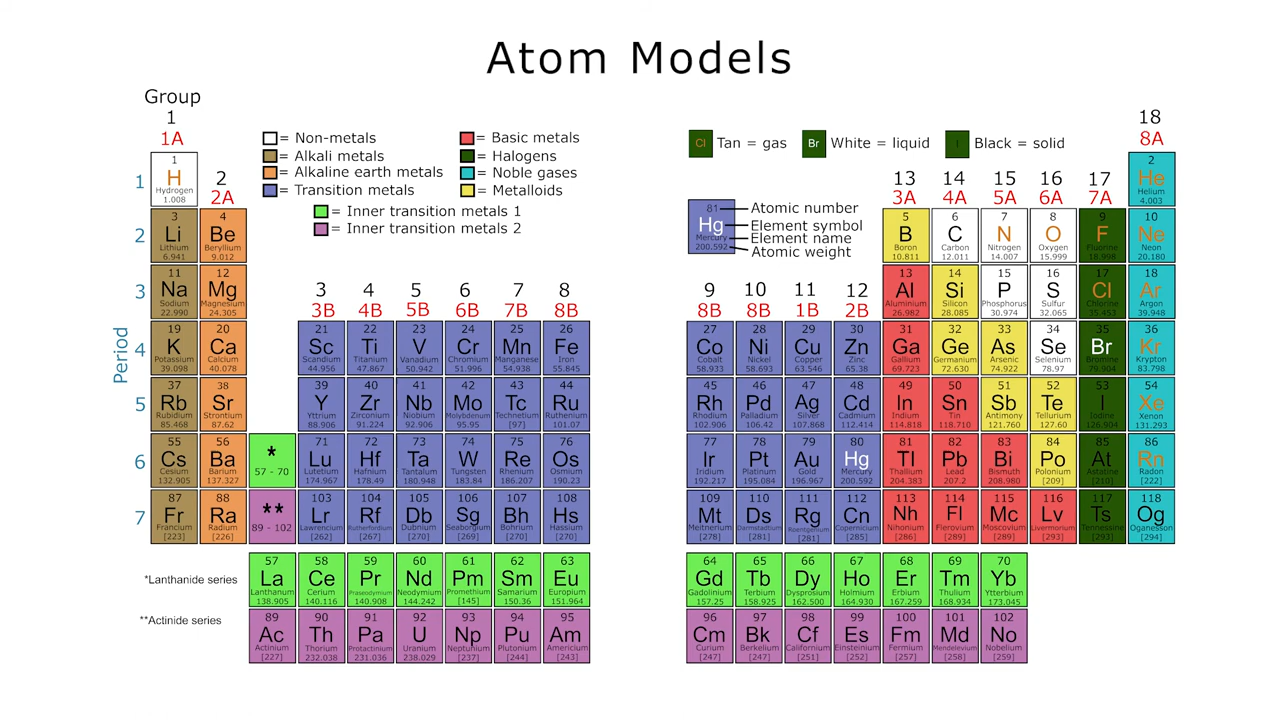 Atom Models
Group
1
1A
18
8A
= Non-metals
= Alkali metals
= Alkaline earth metals
= Transition metals
= Basic metals
= Halogens
= Noble gases
= Metalloids
= Inner transition metals 1
= Inner transition metals 2
Cl Tan = gas
Br White = liquid
I Black = solid
81 Atomic number
Hg Element symbol
Mercury Element name
200.592 Atomic weight
2
2A
3 4 5 6 7 8 9 10 11 12
3B 4B 5B 6B 7B 8B 8B 8B 1B 2B
13 14 15 16 17
3A 4A 5A 6A 7A
Period
1
1 2
H He
Hydrogen Helium
1.008 4.003
2
3 4 5 6 7 8 9 10
Li Be B C N O F Ne
Lithium Beryllium Boron Carbon Nitrogen Oxygen Fluorine Neon
6.941 9.012 10.811 12.011 14.007 15.999 18.998 20.180
3
11 12 13 14 15 16 17 18
Na Mg Al Si P S Cl Ar
Sodium Magnesium Aluminium Silicon Phosphorus Sulfur Chlorine Argon
22.990 24.305 26.982 28.085 30.974 32.065 35.453 39.948
4
19 20 21 22 23 24 25 26 27 28 29 30 31 32 33 34 35 36
K Ca Sc Ti V Cr Mn Fe Co Ni Cu Zn Ga Ge As Se Br Kr
Potassium Calcium Scandium Titanium Vanadium Chromium Manganese Iron Cobalt Nickel Copper Zinc Gallium Germanium Arsenic Selenium Bromine Krypton
39.098 40.078 44.956 47.867 50.942 51.996 54.938 55.845 58.933 58.693 63.546 65.38 69.723 72.630 74.922 78.97 79.904 83.798
5
37 38 39 40 41 42 43 44 45 46 47 48 49 50 51 52 53 54
Rb Sr Y Zr Nb Mo Tc Ru Rh Pd Ag Cd In Sn Sb Te I Xe
Rubidium Strontium Yttrium Zirconium Niobium Molybdenum Technetium Ruthenium Rhodium Palladium Silver Cadmium Indium Tin Antimony Tellurium Iodine Xenon
85.468 87.62 88.906 91.224 92.906 95.95 [97] 101.07 102.906 106.42 107.868 112.414 114.818 118.710 121.760 127.60 126.904 131.293
6
55 56 * 71 72 73 74 75 76 77 78 79 80 81 82 83 84 85 86
Cs Ba Lu Hf Ta W Re Os Ir Pt Au Hg Tl Pb Bi Po At Rn
Cesium Barium 57 - 70 Lutetium Hafnium Tantalum Tungsten Rhenium Osmium Iridium Platinum Gold Mercury Thallium Lead Bismuth Polonium Astatine Radon
132.905 137.327 174.967 178.49 180.948 183.84 186.207 190.23 192.217 195.084 196.967 200.592 204.383 207.2 208.980 [209] [210] [222]
7
87 88 ** 103 104 105 106 107 108 109 110 111 112 113 114 115 116 117 118
Fr Ra Lr Rf Db Sg Bh Hs Mt Ds Rg Cn Nh Fl Mc Lv Ts Og
Francium Radium 89 - 102 Lawrencium Rutherfordium Dubnium Seaborgium Bohrium Hassium Meitnerium Darmstadtium Roentgenium Copernicum Nihonium Flerovium Moscovium Livermorium Tennessine Oganesson
[223] [226] [262] [267] [270] [269] [270] [270] [278] [281] [281] [285] [286] [289] [289] [293] [293] [294]
*Lanthanide series
57 58 59 60 61 62 63 64 65 66 67 68 69 70
La Ce Pr Nd Pm Sm Eu Gd Tb Dy Ho Er Tm Yb
Lanthanum Cerium Praseodymium Neodymium Promethium Samarium Europium Gadolinium Terbium Dysprosium Holmium Erbium Thulium Ytterbium
138.905 140.116 140.908 144.242 [145] 150.36 151.964 157.25 158.925 162.500 164.930 167.259 168.934 173.045
**Actinide series
89 90 91 92 93 94 95 96 97 98 99 100 101 102
Ac Th Pa U Np Pu Am Cm Bk Cf Es Fm Md No
Actinium Thorium Protactinium Uranium Neptunium Plutonium Americium Curium Berkelium Californium Einsteinium Fermium Mendelevium Nobelium
[227] 232.038 231.036 238.029 [237] [244] [243] [247] [247] [251] [252] [257] [258] [259]